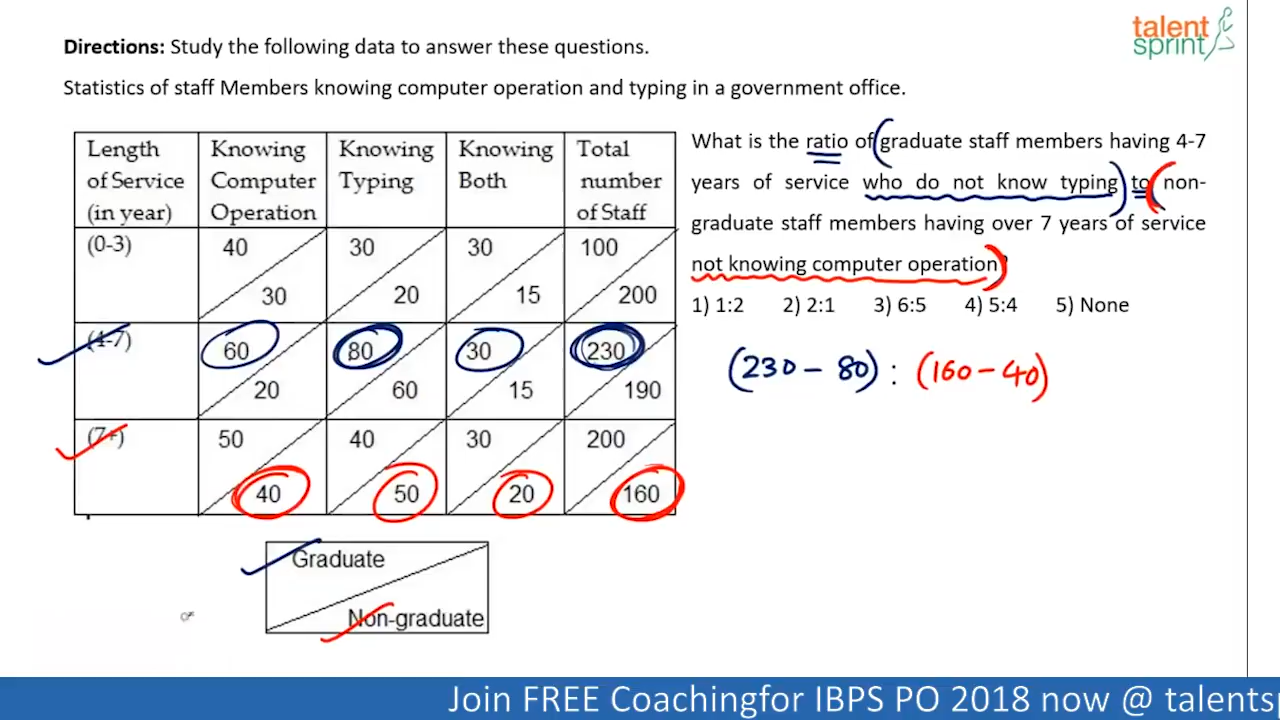 talent
sprint
Directions: Study the following data to answer these questions.
Statistics of staff Members knowing computer operation and typing in a government office.
Length of Service (in year) Knowing Computer Operation Knowing Typing Knowing Both Total number of Staff
(0-3) 40 30 30 100
30 20 15 200
(4-7) 60 80 30 230
20 60 15 190
(7+) 50 40 30 200
40 50 20 160
Graduate
Non-graduate
What is the ratio of graduate staff members having 4-7
years of service who do not know typing to non-
graduate staff members having over 7 years of service
not knowing computer operation?
1) 1:2 2) 2:1 3) 6:5 4) 5:4 5) None
(230 - 80) : (160 - 40)
Join FREE Coachingfor IBPS PO 2018 now @ talents